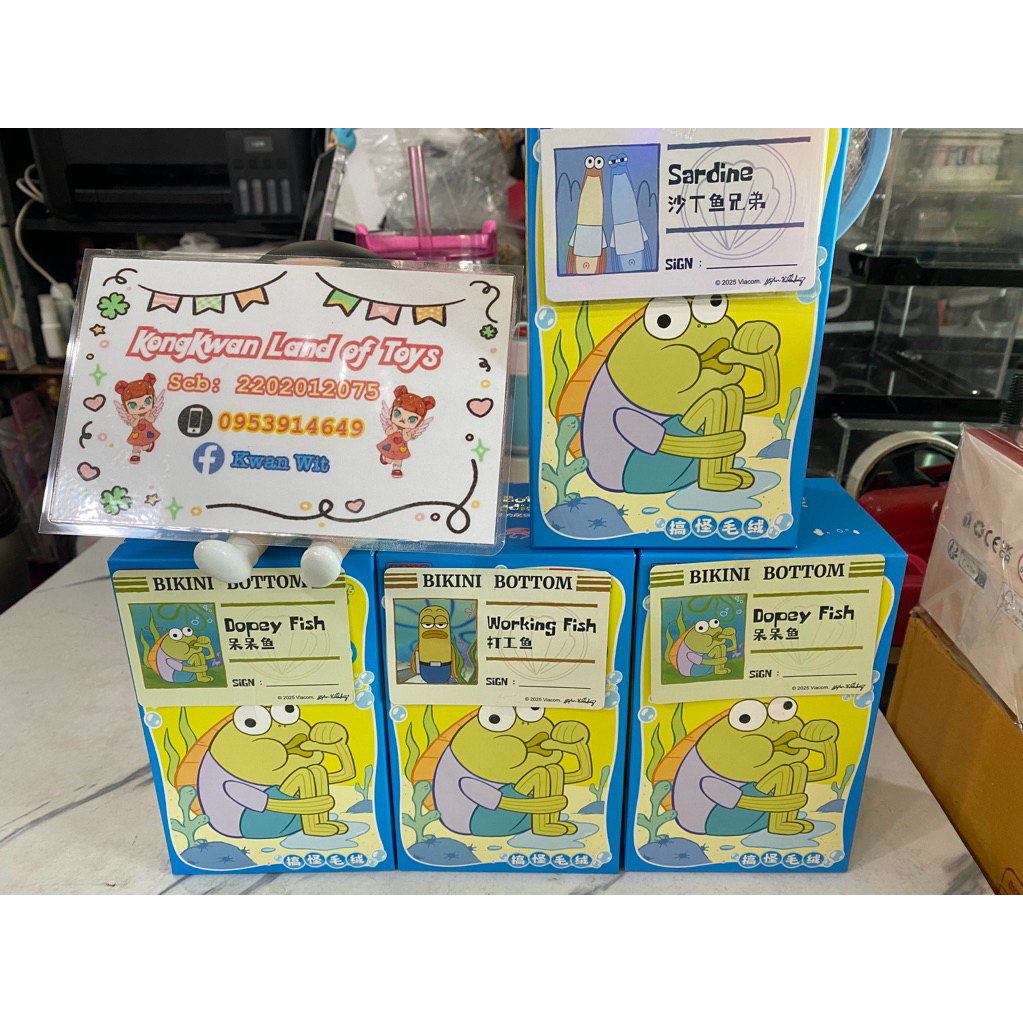 KongKwan Land of Toys
Scb: 2202012075
0953914649
Kwan Wit
Sardine
沙丁鱼兄弟
SiGN :
© 2025 Viacom.
搞怪毛绒
BIKINI BOTTOM
Dopey Fish
呆呆鱼
SiGN :
© 2025 Viacom.
搞怪毛绒
BIKINI BOTTOM
Working Fish
打工鱼
SiGN :
© 2025 Viacom.
搞怪毛绒
BIKINI BOTTOM
Dopey Fish
呆呆鱼
SiGN :
© 2025 Viacom.
搞怪毛绒